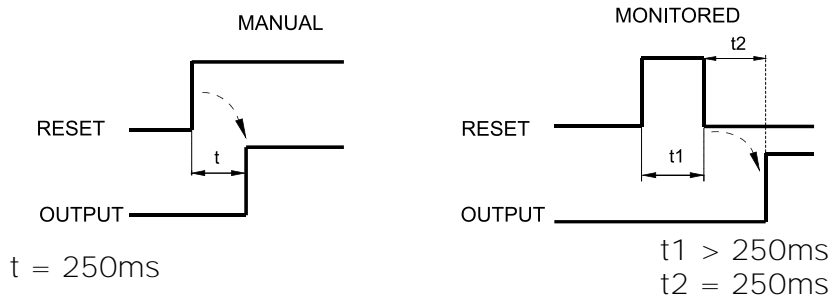 MANUAL
RESET
t
OUTPUT
t = 250ms
MONITORED
t2
RESET
t1
OUTPUT
t1 > 250ms
t2 = 250ms